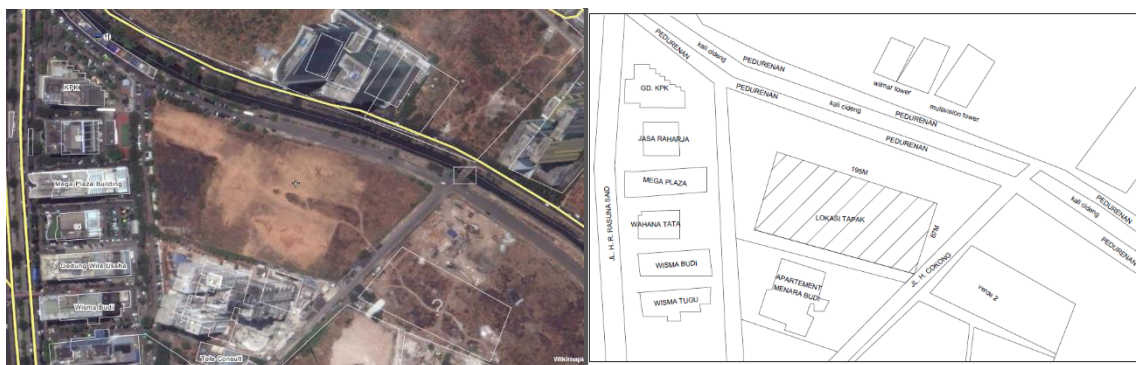 KPK
Mega Plaza Building
Gedung Wira Usaha
Wisma Budi
Tele Consult
?
Wikimapia
PEDURENAN
kali cideng
PEDURENAN
PEDURENAN
kali cideng
PEDURENAN
PEDURENAN
wilmar tower
multivision tower
GD. KPK
JASA RAHARJA
MEGA PLAZA
WAHANA TATA
WISMA BUDI
WISMA TUGU
JL. H. R. RASUNA SAID
195M
LOKASI TAPAK
67M
JL. H. COKONG
APARTEMENT
MENARA BUDI
verde 2
PEDURENAN
kali cideng
PEDURENAN